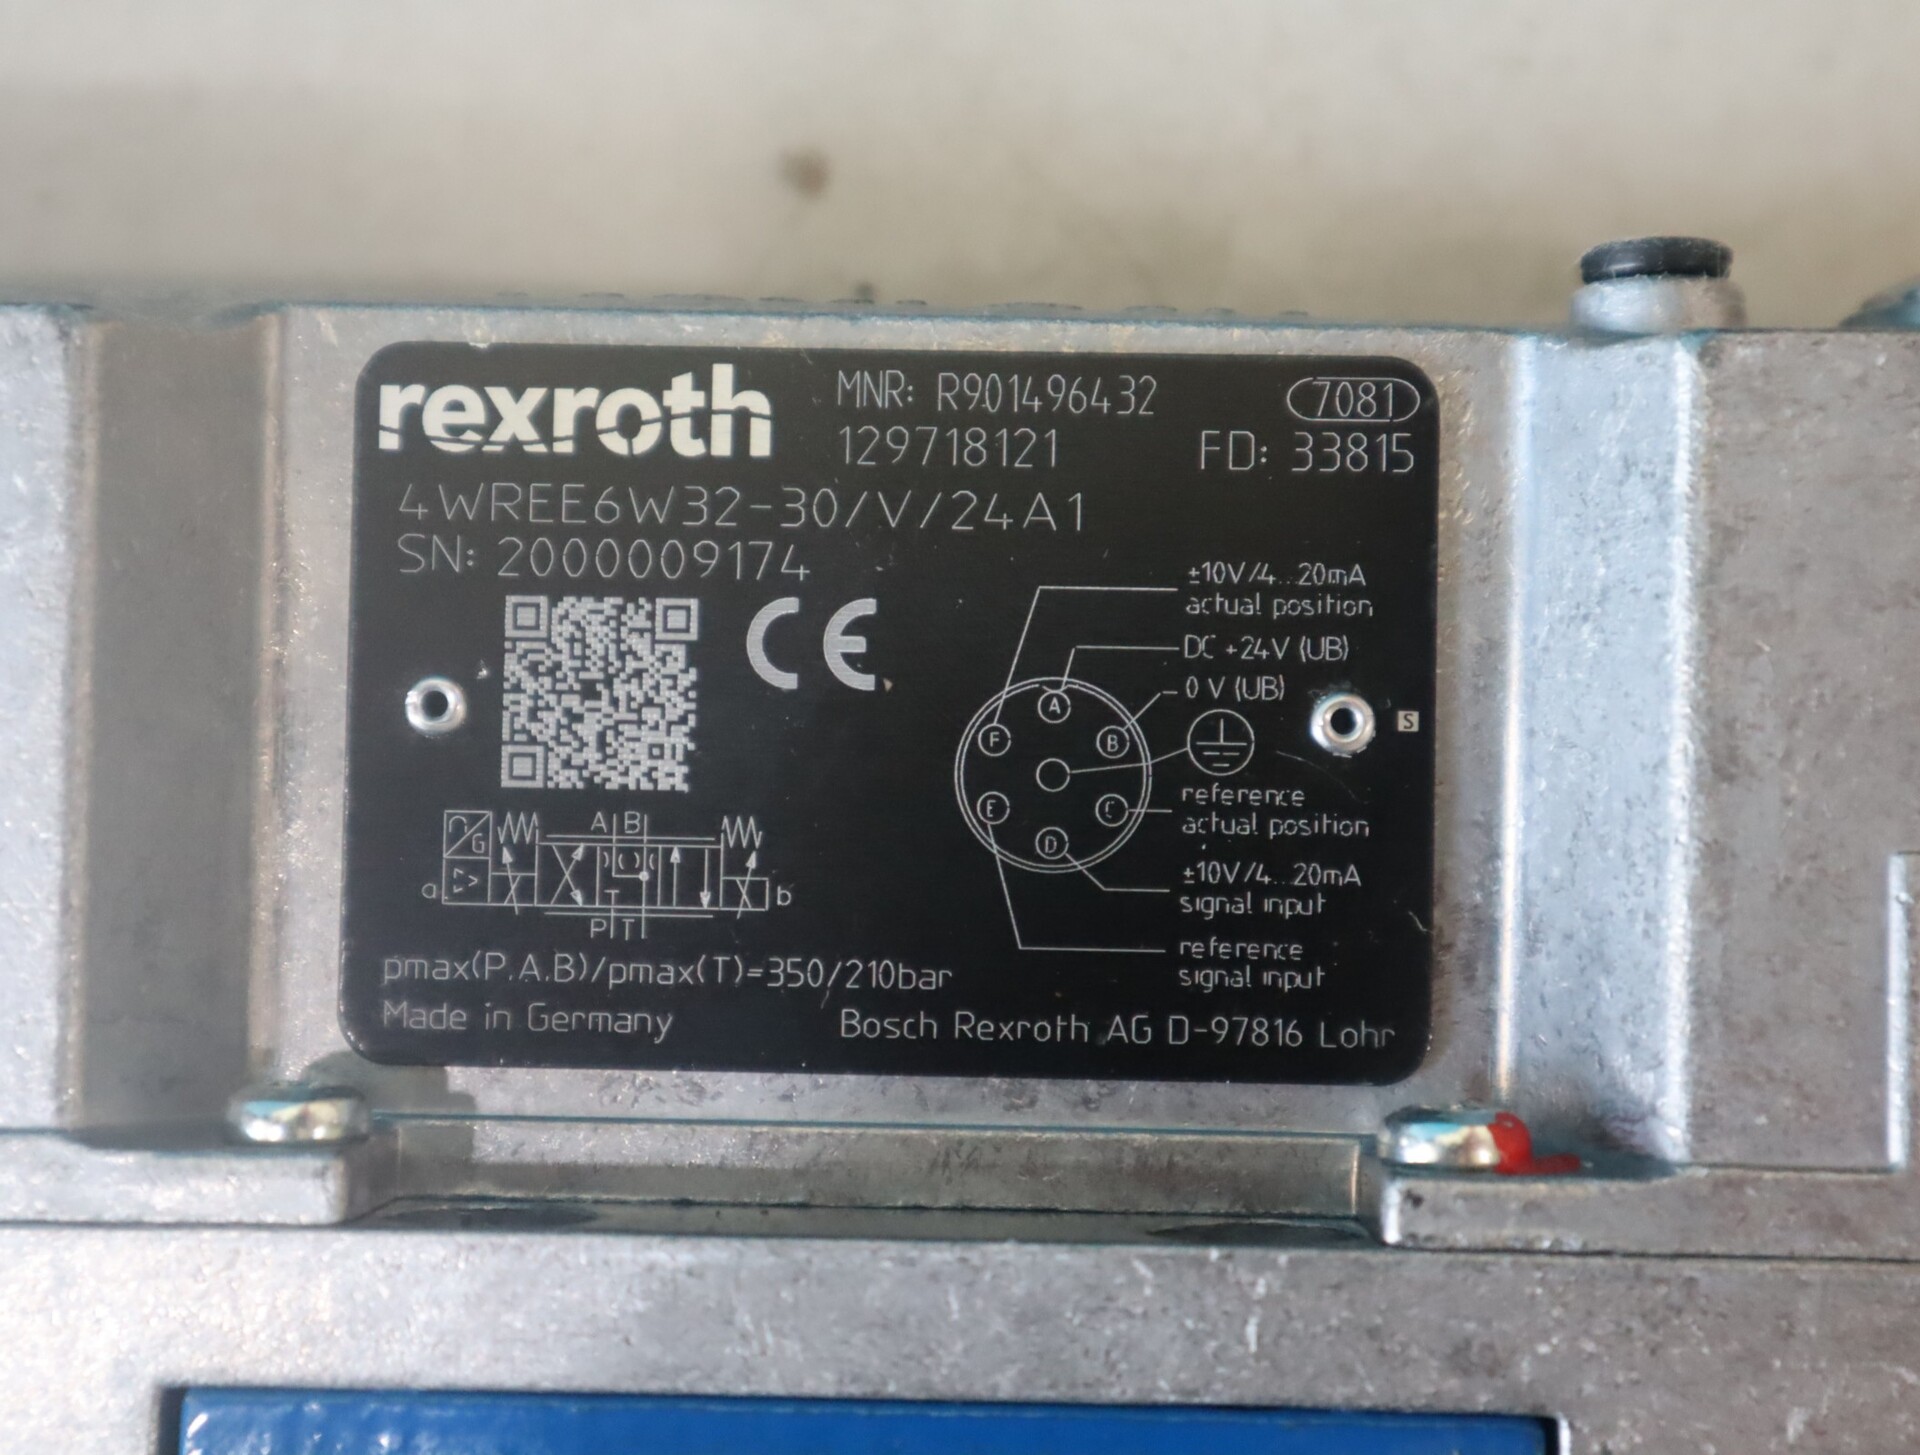 rexroth
MNR: R901496432
7081
129718121
FD: 33815
4WREE6W32-30/V/24A1
SN: 2000009174
CE
±10V/4...20mA
actual position
DC +24V (UB)
0 V (UB)
A
F
B
S
E
C
D
reference
actual position
±10V/4...20mA
signal input
reference
signal input
A B
G
a
b
T
P T
pmax(P.A.B)/pmax(T)=350/210bar
Made in Germany
Bosch Rexroth AG D-97816 Lohr